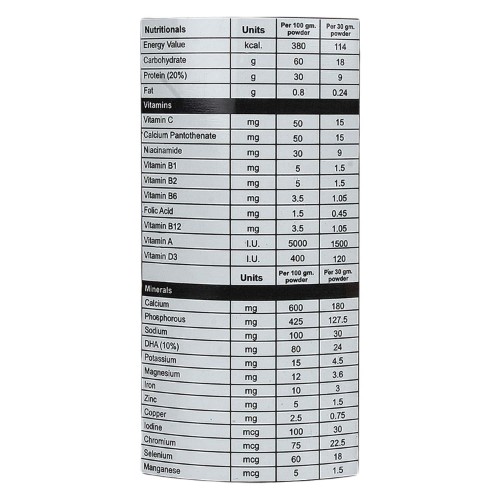 Nutritionals Units Per 100 gm. powder Per 30 gm. powder
Energy Value kcal. 380 114
Carbohydrate g 60 18
Protein (20%) g 30 9
Fat g 0.8 0.24
Vitamins
Vitamin C mg 50 15
Calcium Pantothenate mg 50 15
Niacinamide mg 30 9
Vitamin B1 mg 5 1.5
Vitamin B2 mg 5 1.5
Vitamin B6 mg 3.5 1.05
Folic Acid mg 1.5 0.45
Vitamin B12 mg 3.5 1.05
Vitamin A I.U. 5000 1500
Vitamin D3 I.U. 400 120
Units Per 100 gm. powder Per 30 gm. powder
Minerals
Calcium mg 600 180
Phosphorous mg 425 127.5
Sodium mg 100 30
DHA (10%) mg 80 24
Potassium mg 15 4.5
Magnesium mg 12 3.6
Iron mg 10 3
Zinc mg 5 1.5
Copper mg 2.5 0.75
Iodine mcg 100 30
Chromium mcg 75 22.5
Selenium mcg 60 18
Manganese mcg 5 1.5